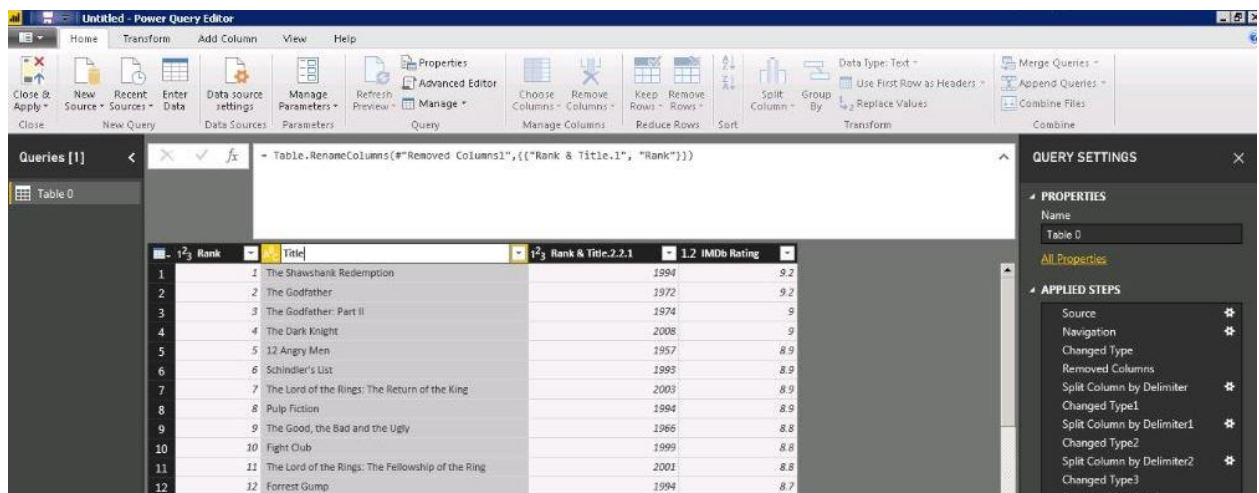 Untitled - Power Query Editor
Home Transform Add Column View Help
Close & Apply
New Source
Recent Sources
Enter Data
Data source settings
Manage Parameters
Refresh Preview
Properties
Advanced Editor
Manage
Choose Columns
Remove Columns
Keep Rows
Remove Rows
Split Column
Group By
Data Type: Text
Use First Row as Headers
Replace Values
Merge Queries
Append Queries
Combine Files
Close New Query Data Sources Parameters Query Manage Columns Reduce Rows Sort Transform Combine
Queries [1]
Table 0
fx = Table.RenameColumns(#"Removed Columns1",{{"Rank & Title.1", "Rank"}})
123 Rank Title 123 Rank & Title.2.2.1 1.2 IMDb Rating
1 1 The Shawshank Redemption 1994 9.2
2 2 The Godfather 1972 9.2
3 3 The Godfather: Part II 1974 9
4 4 The Dark Knight 2008 9
5 5 12 Angry Men 1957 8.9
6 6 Schindler's List 1993 8.9
7 7 The Lord of the Rings: The Return of the King 2003 8.9
8 8 Pulp Fiction 1994 8.9
9 9 The Good, the Bad and the Ugly 1966 8.8
10 10 Fight Club 1999 8.8
11 11 The Lord of the Rings: The Fellowship of the Ring 2001 8.8
12 12 Forrest Gump 1994 8.7
QUERY SETTINGS
PROPERTIES
Name
Table 0
All Properties
APPLIED STEPS
Source
Navigation
Changed Type
Removed Columns
Split Column by Delimiter
Changed Type1
Split Column by Delimiter1
Changed Type2
Split Column by Delimiter2
Changed Type3